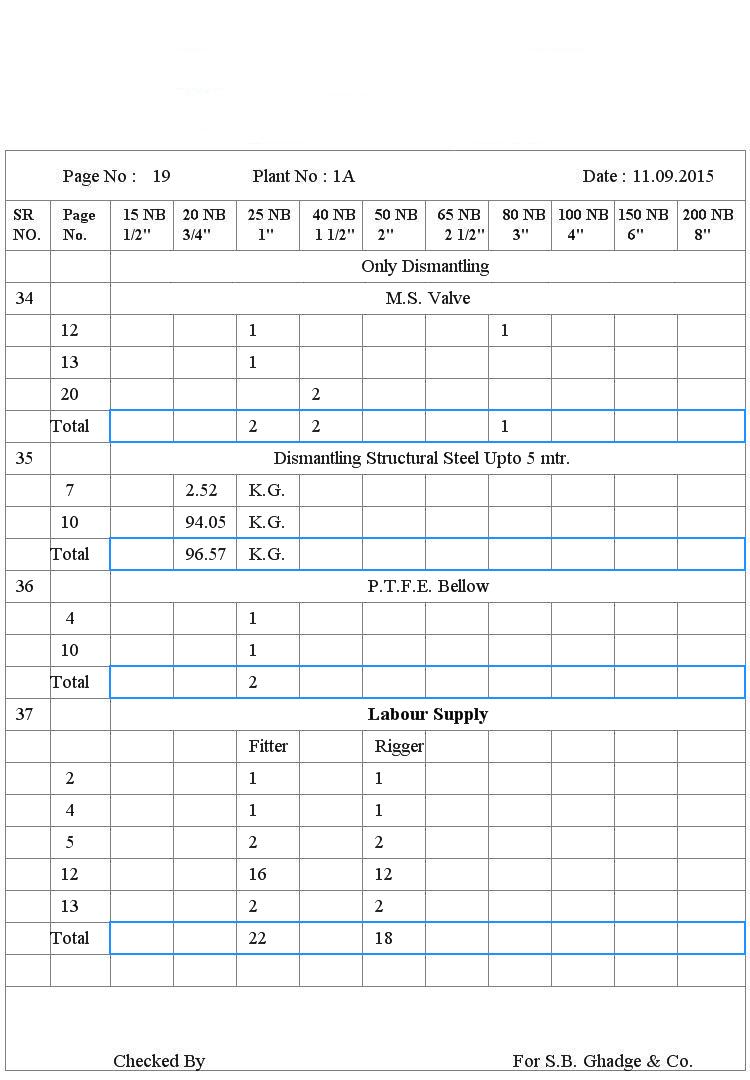 Page No : 19 Plant No : 1A Date : 11.09.2015
SR NO. Page No. 15 NB 1/2" 20 NB 3/4" 25 NB 1" 40 NB 1 1/2" 50 NB 2" 65 NB 2 1/2" 80 NB 3" 100 NB 4" 150 NB 6" 200 NB 8"
Only Dismantling
34 M.S. Valve
12 1 1
13 1
20 2
Total 2 2 1
35 Dismantling Structural Steel Upto 5 mtr.
7 2.52 K.G.
10 94.05 K.G.
Total 96.57 K.G.
36 P.T.F.E. Bellow
4 1
10 1
Total 2
37 Labour Supply
Fitter Rigger
2 1 1
4 1 1
5 2 2
12 16 12
13 2 2
Total 22 18
Checked By For S.B. Ghadge & Co.